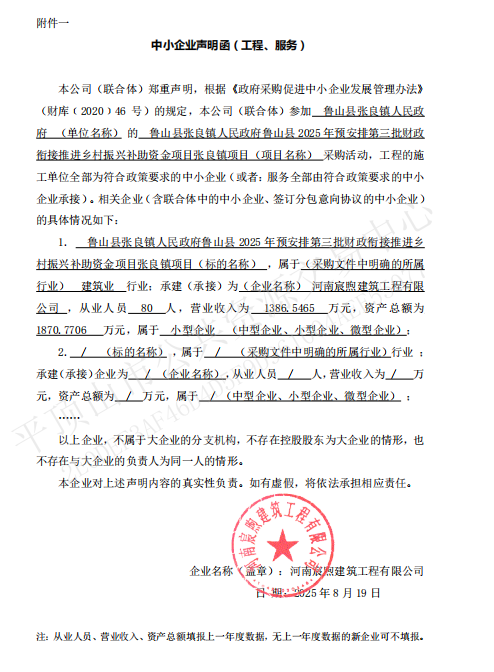 附件一
中小企业声明函（工程、服务）
本公司（联合体）郑重声明，根据《政府采购促进中小企业发展管理办法》
（财库﹝2020﹞46 号）的规定，本公司（联合体）参加 鲁山县张良镇人民政
府 （单位名称） 的 鲁山县张良镇人民政府鲁山县 2025 年预安排第三批财政
衔接推进乡村振兴补助资金项目张良镇项目（项目名称） 采购活动，工程的施
工单位全部为符合政策要求的中小企业（或者：服务全部由符合政策要求的中小
企业承接）。相关企业（含联合体中的中小企业、签订分包意向协议的中小企业）
的具体情况如下：
1. 鲁山县张良镇人民政府鲁山县 2025 年预安排第三批财政衔接推进乡
村振兴补助资金项目张良镇项目（标的名称） ，属于（采购文件中明确的所属
行业） 建筑业 行业；承建（承接）为（企业名称） 河南宸煦建筑工程有限
公司 ，从业人员 80 人，营业收入为 1386.5465 万元，资产总额为
1870.7706 万元，属于 小型企业 （中型企业、小型企业、微型企业）；
2. / （标的名称） ，属于 / （采购文件中明确的所属行业）行业 ；
承建（承接）企业为 / （企业名称），从业人员 / 人，营业收入为 / 万
元，资产总额为 / 万元，属于 / （中型企业、小型企业、微型企业） ；
……
以上企业，不属于大企业的分支机构，不存在控股股东为大企业的情形，也
不存在与大企业的负责人为同一人的情形。
本企业对上述声明内容的真实性负责。如有虚假，将依法承担相应责任。
河南宸煦建筑工程有限公司
企业名称（盖章）：河南宸煦建筑工程有限公司
日 期：2025 年 8 月 19 日
注：从业人员、营业收入、资产总额填报上一年度数据，无上一年度数据的新企业可不填报。